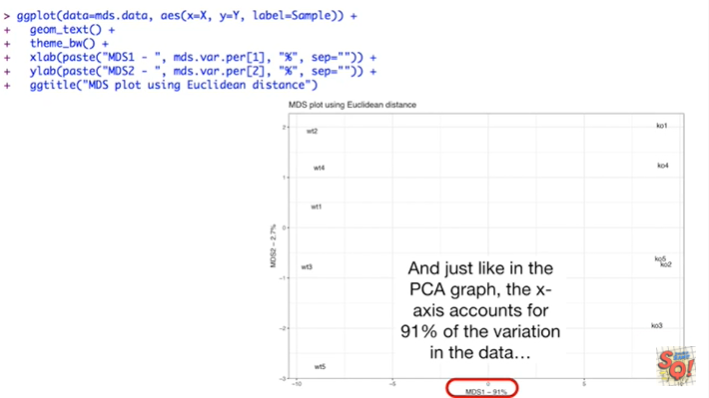 > ggplot(data=mds.data, aes(x=X, y=Y, label=Sample)) +
+ geom_text() +
+ theme_bw() +
+ xlab(paste("MDS1 - ", mds.var.per[1], "%", sep="")) +
+ ylab(paste("MDS2 - ", mds.var.per[2], "%", sep="")) +
+ ggtitle("MDS plot using Euclidean distance")
MDS plot using Euclidean distance
2
wt2
ko1
wt4
ko4
1
wt1
0
MDS2 - 2.7%
wt3
ko5
ko2
-1
And just like in the
PCA graph, the x-
axis accounts for
91% of the variation
in the data...
-2
ko3
wt5
-3
SQ!
-10
-5
0
5
MDS1 - 91%